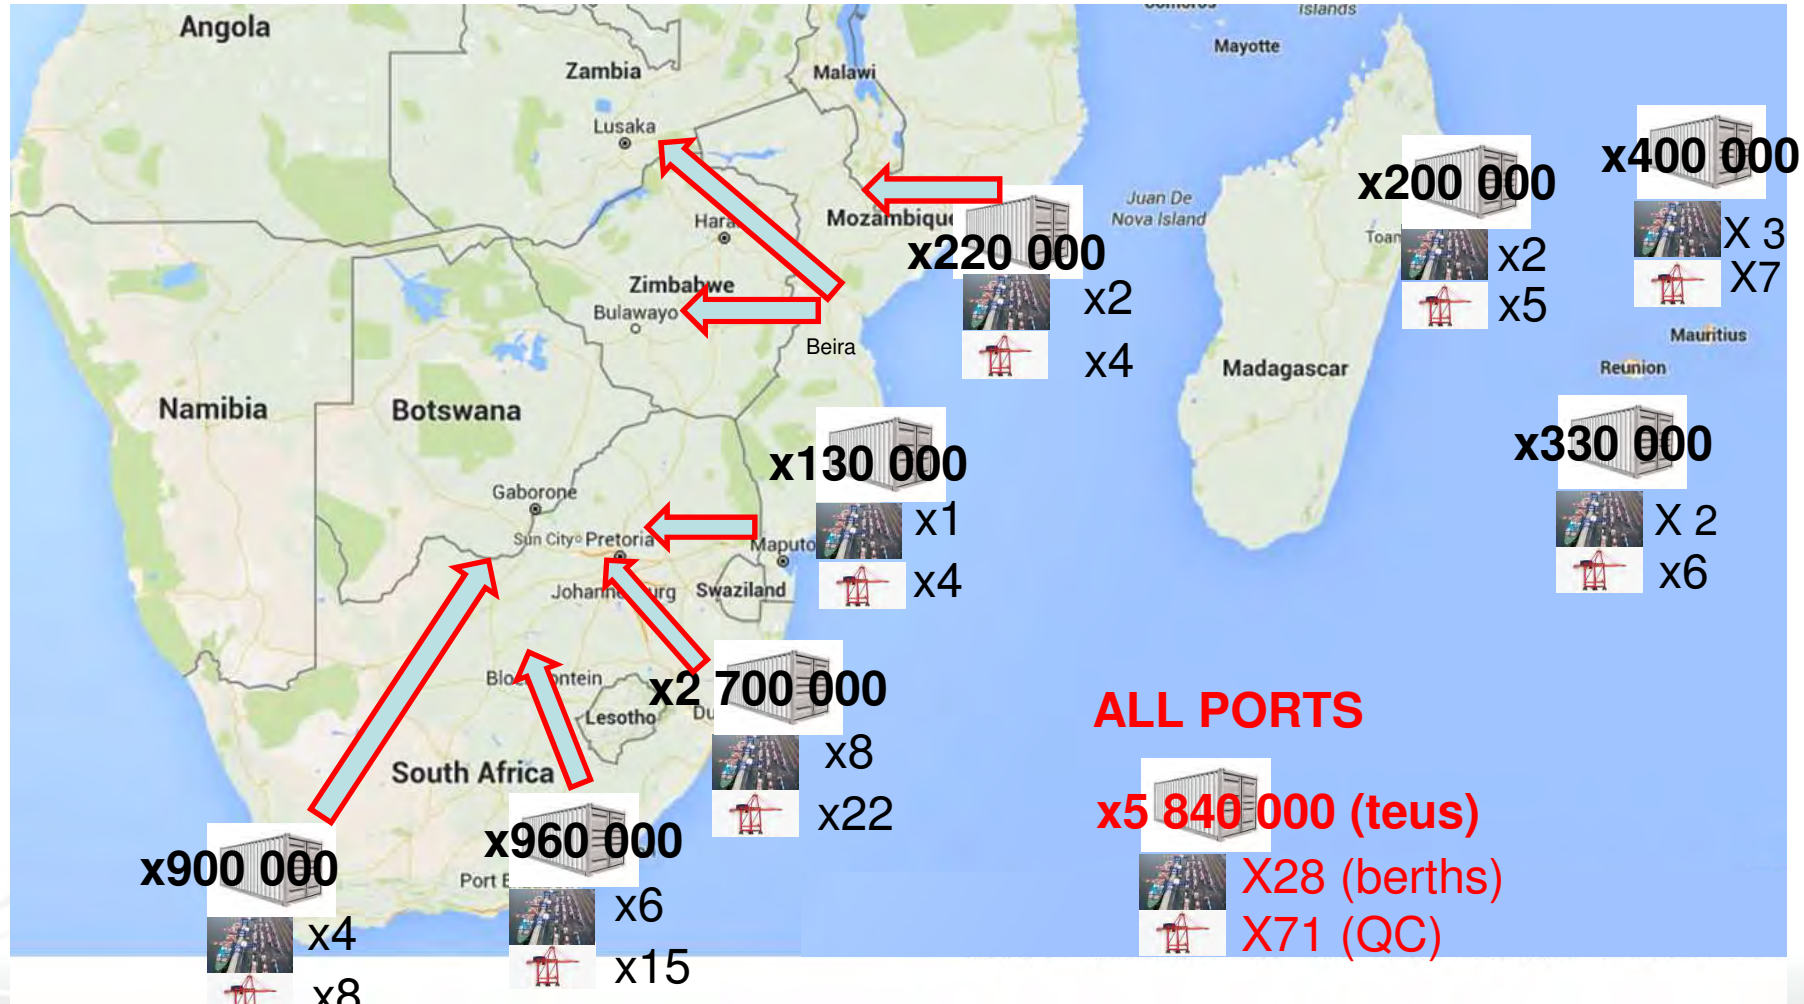 Angola
Zambia
Malawi
Mayotte
Islands
Lusaka
x400 000
X 3
X7
x200 000
x2
x5
Juan De
Nova Island
Mozambique
x220 000
x2
x4
Zimbabwe
Bulawayo
Beira
Mauritius
Reunion
Madagascar
Namibia
Botswana
x330 000
X 2
x6
x130 000
x1
x4
Gaborone
Sun City
Pretoria
Maputo
Swaziland
x2 700 000
x8
x22
Lesotho
South Africa
ALL PORTS
x5 840 000 (teus)
X28 (berths)
X71 (QC)
x960 000
x6
x15
x900 000
x4
x8